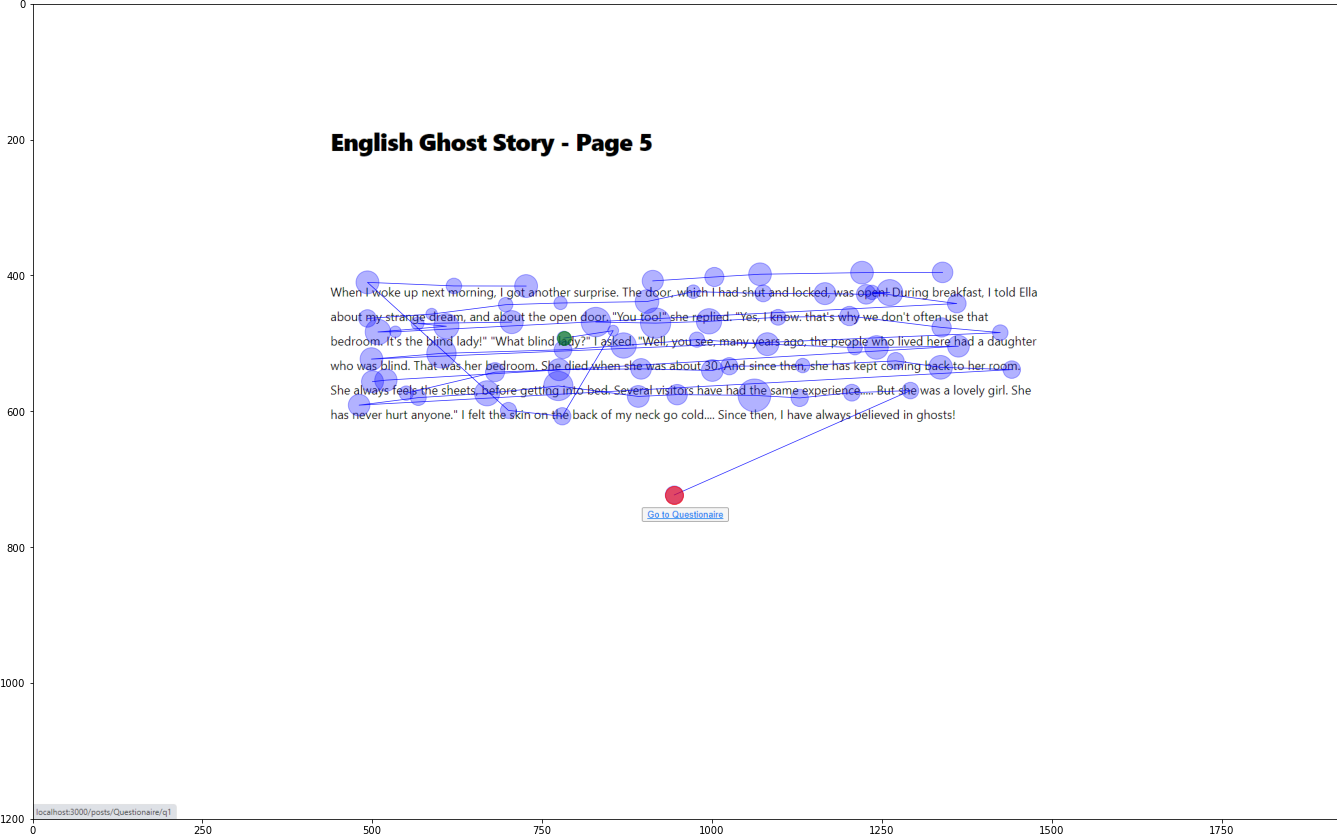 0
200
English Ghost Story - Page 5
400
When I woke up next morning, I got another surprise. The door, which I had shut and locked, was open! During breakfast, I told Ella
about my strange dream, and about the open door. "You too!" she replied. "Yes, I know. that's why we don't often use that
bedroom. It's the blind lady!" "What blind lady?" I asked. "Well, you see, many years ago, the people who lived here had a daughter
who was blind. That was her bedroom. She died when she was about 30. And since then, she has kept coming back to her room.
She always feels the sheets, before getting into bed. Several visitors have had the same experience.... But she was a lovely girl. She
600
has never hurt anyone." I felt the skin on the back of my neck go cold.... Since then, I have always believed in ghosts!
Go to Questionaire
800
1000
localhost:3000/posts/Questionaire/q1
1200
0 250 500 750 1000 1250 1500 1750